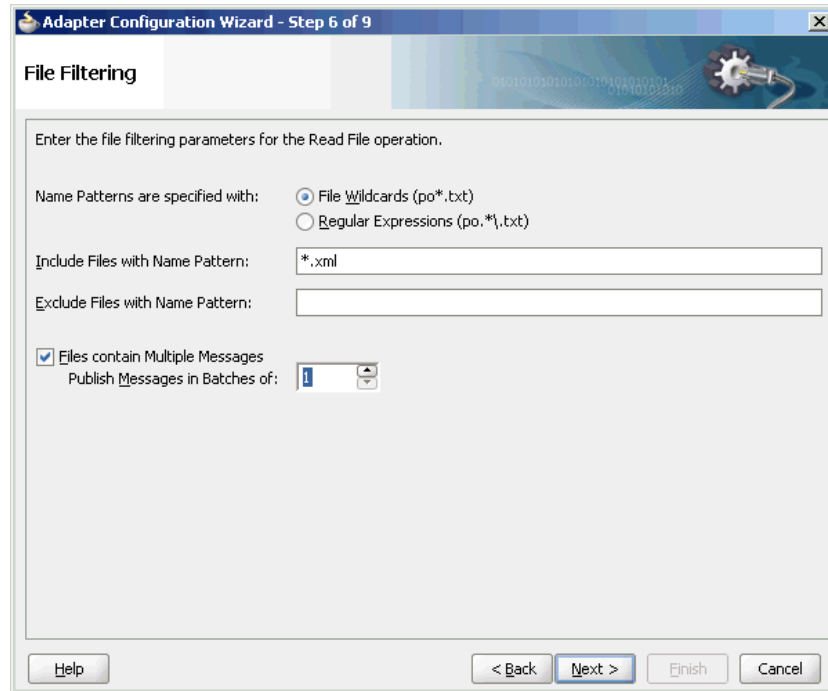 Adapter Configuration Wizard - Step 6 of 9
File Filtering
Enter the file filtering parameters for the Read File operation.
Name Patterns are specified with:
File Wildcards (po*.txt)
Regular Expressions (po.*\.txt)
Include Files with Name Pattern:
*.xml
Exclude Files with Name Pattern:
Files contain Multiple Messages
Publish Messages in Batches of:
1
Help
< Back
Next >
Finish
Cancel